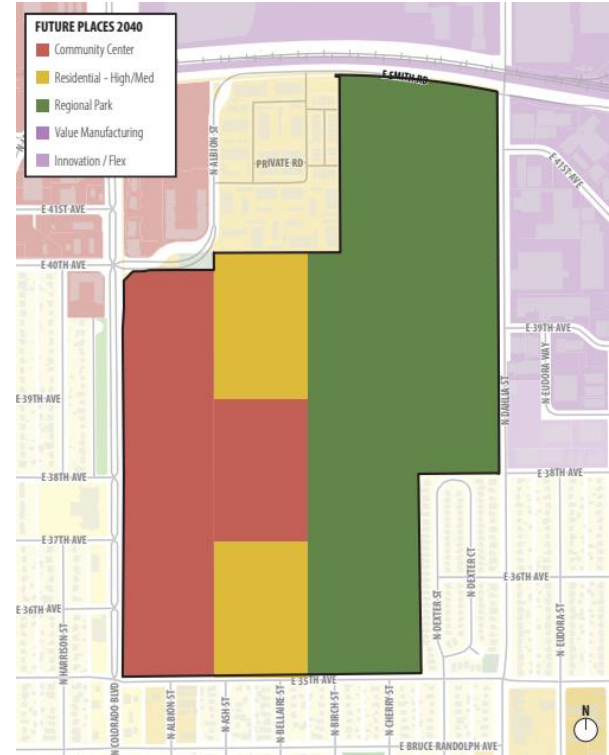 FUTURE PLACES 2040
Community Center
Residential - High/Med
Regional Park
Value Manufacturing
Innovation / Flex
E SMITH RD
N ALBION ST
PRIVATE RD
E 41ST AVE
E 41ST AVE
E 40TH AVE
E 39TH AVE
N EUDORA WAY
E 39TH AVE
N DAHLIA ST
E 38TH AVE
E 38TH AVE
E 37TH AVE
E 36TH AVE
N DEXTER ST
N DEXTER CT
E 36TH AVE
N HARRISON ST
N COLORADO BLVD
N EUDORA ST
E 35TH AVE
N ALBION ST
N ASH ST
N BELLAIRE ST
N BIRCH ST
N CHERRY ST
E BRUCE RANDOLPH AVE
N